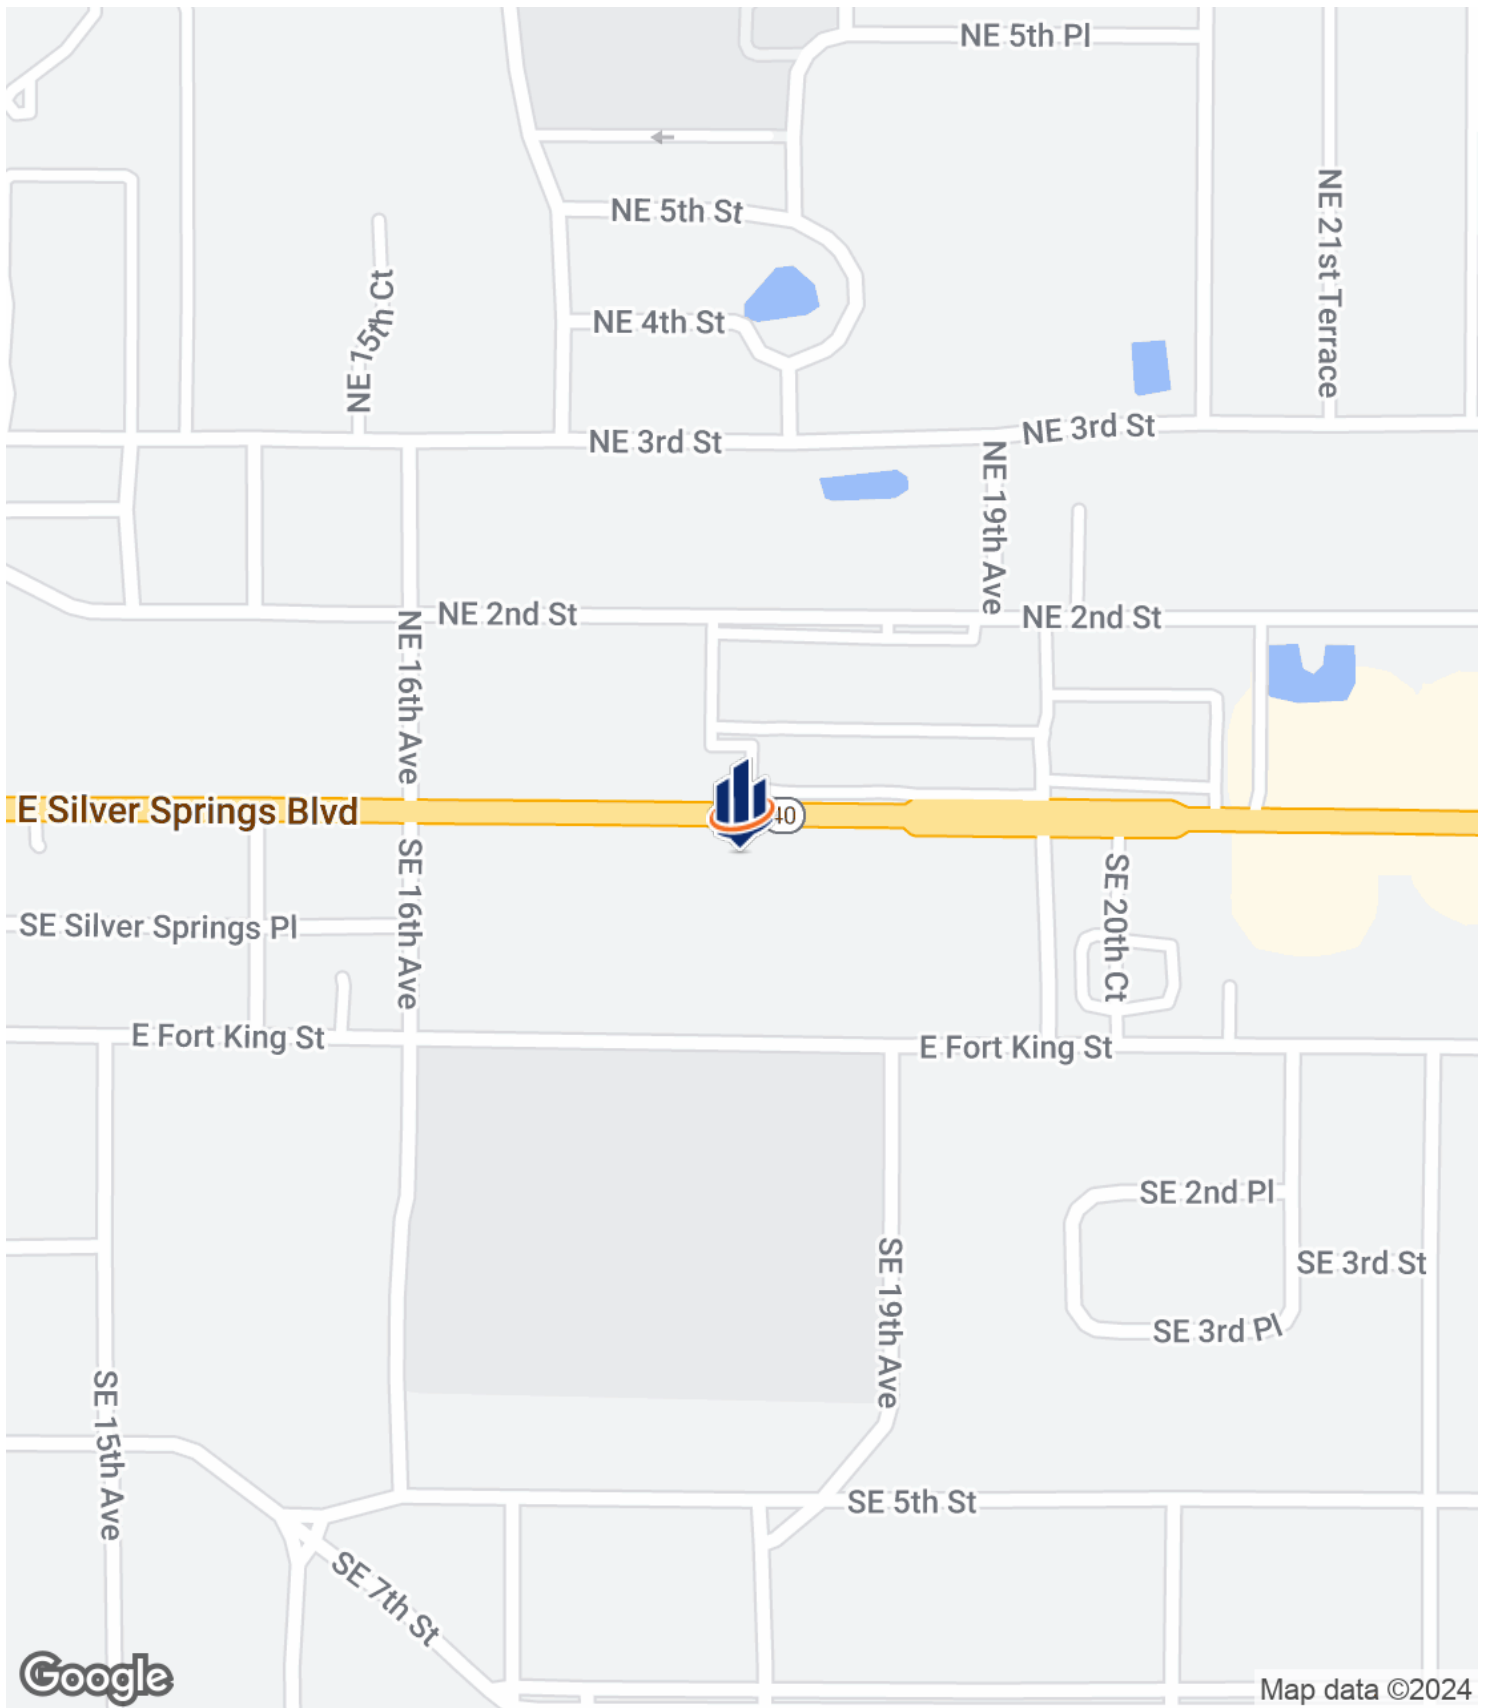 NE 5th Pl
NE 5th St
NE 21st Terrace
NE 15th Ct
NE 4th St
NE 3rd St
NE 3rd St
NE 19th Ave
NE 2nd St
NE 2nd St
NE 16th Ave
E Silver Springs Blvd
40
SE 16th Ave
SE 20th Ct
SE Silver Springs Pl
E Fort King St
E Fort King St
SE 2nd Pl
SE 19th Ave
SE 3rd St
SE 3rd Pl
SE 15th Ave
SE 5th St
SE 7th St
Google
Map data ©2024